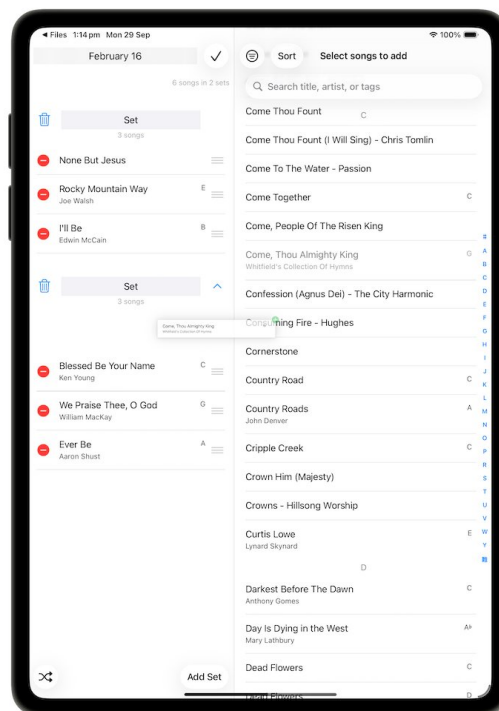 Files 1:14 pm Mon 29 Sep
100%
February 16
6 songs in 2 sets
Set
3 songs
None But Jesus
Rocky Mountain Way E
Joe Walsh
I'll Be B
Edwin McCain
Set
3 songs
Come, Thou Almighty King
Whitfield's Collection Of Hymns
Blessed Be Your Name C
Ken Young
We Praise Thee, O God G
William MacKay
Ever Be A
Aaron Shust
Add Set
Sort Select songs to add
Search title, artist, or tags
Come Thou Fount C
Come Thou Fount (I Will Sing) - Chris Tomlin
Come To The Water - Passion
Come Together C
Come, People Of The Risen King
Come, Thou Almighty King G
Whitfield's Collection Of Hymns
Confession (Agnus Dei) - The City Harmonic
Consuming Fire - Hughes
Cornerstone
Country Road C
Country Roads A
John Denver
Cripple Creek C
Crown Him (Majesty)
Crowns - Hillsong Worship
Curtis Lowe E
Lynard Skynard
D
Darkest Before The Dawn C
Anthony Gomes
Day Is Dying in the West A♭
Mary Lathbury
Dead Flowers C
Dead Flowers D
#
A
B
C
D
E
F
G
H
I
J
K
L
M
N
O
P
R
S
T
U
V
W
Y